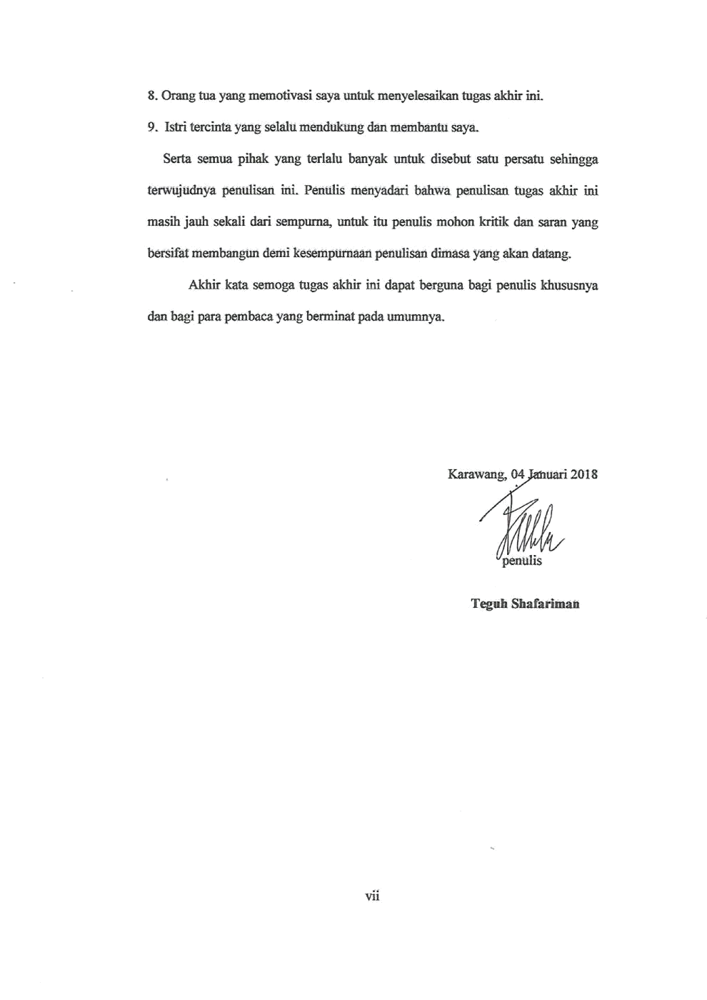 8. Orang tua yang memotivasi saya untuk menyelesaikan tugas akhir ini.
9. Istri tercinta yang selalu mendukung dan membantu saya.
Serta semua pihak yang terlalu banyak untuk disebut satu persatu sehingga
terwujudnya penulisan ini. Penulis menyadari bahwa penulisan tugas akhir ini
masih jauh sekali dari sempurna, untuk itu penulis mohon kritik dan saran yang
bersifat membangun demi kesempurnaan penulisan dimasa yang akan datang.
Akhir kata semoga tugas akhir ini dapat berguna bagi penulis khususnya
dan bagi para pembaca yang berminat pada umumnya.
Karawang, 04 Januari 2018
penulis
Teguh Shafariman
vii